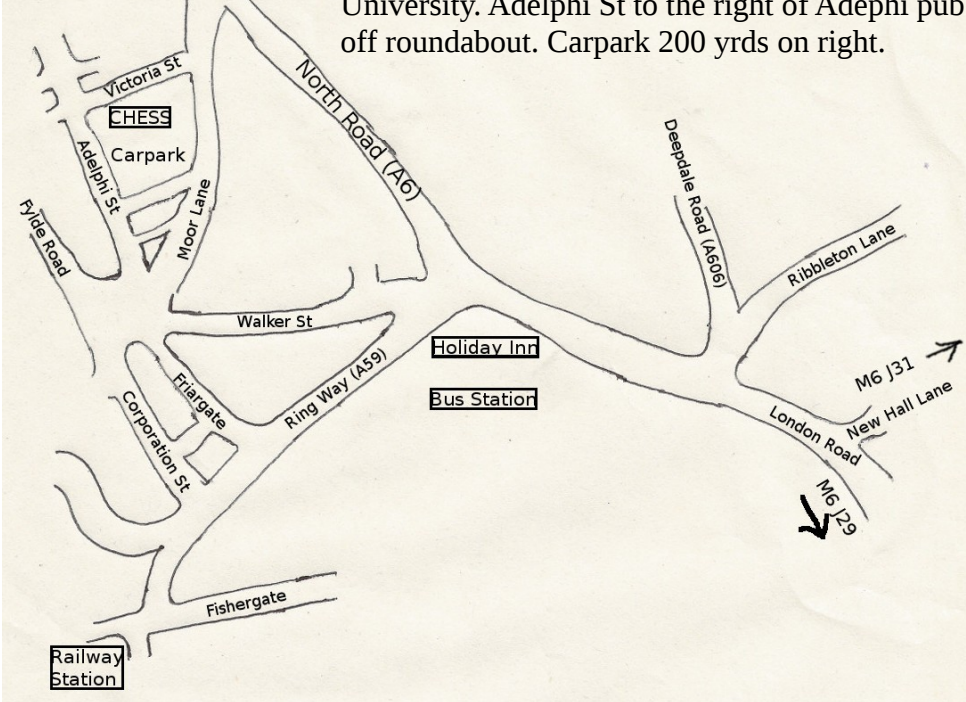 University. Adelphi St to the right of Adephi pub
off roundabout. Carpark 200 yrds on right.
Victoria St
CHESS
Carpark
Adelphi St
Fylde Road
Moor Lane
North Road (A6)
Deepdale Road (A606)
Ribbleton Lane
Walker St
Holiday Inn
Bus Station
Ring Way (A59)
Friargate
Corporation St
M6 J31
New Hall Lane
London Road
M6 J29
Fishergate
Railway
Station